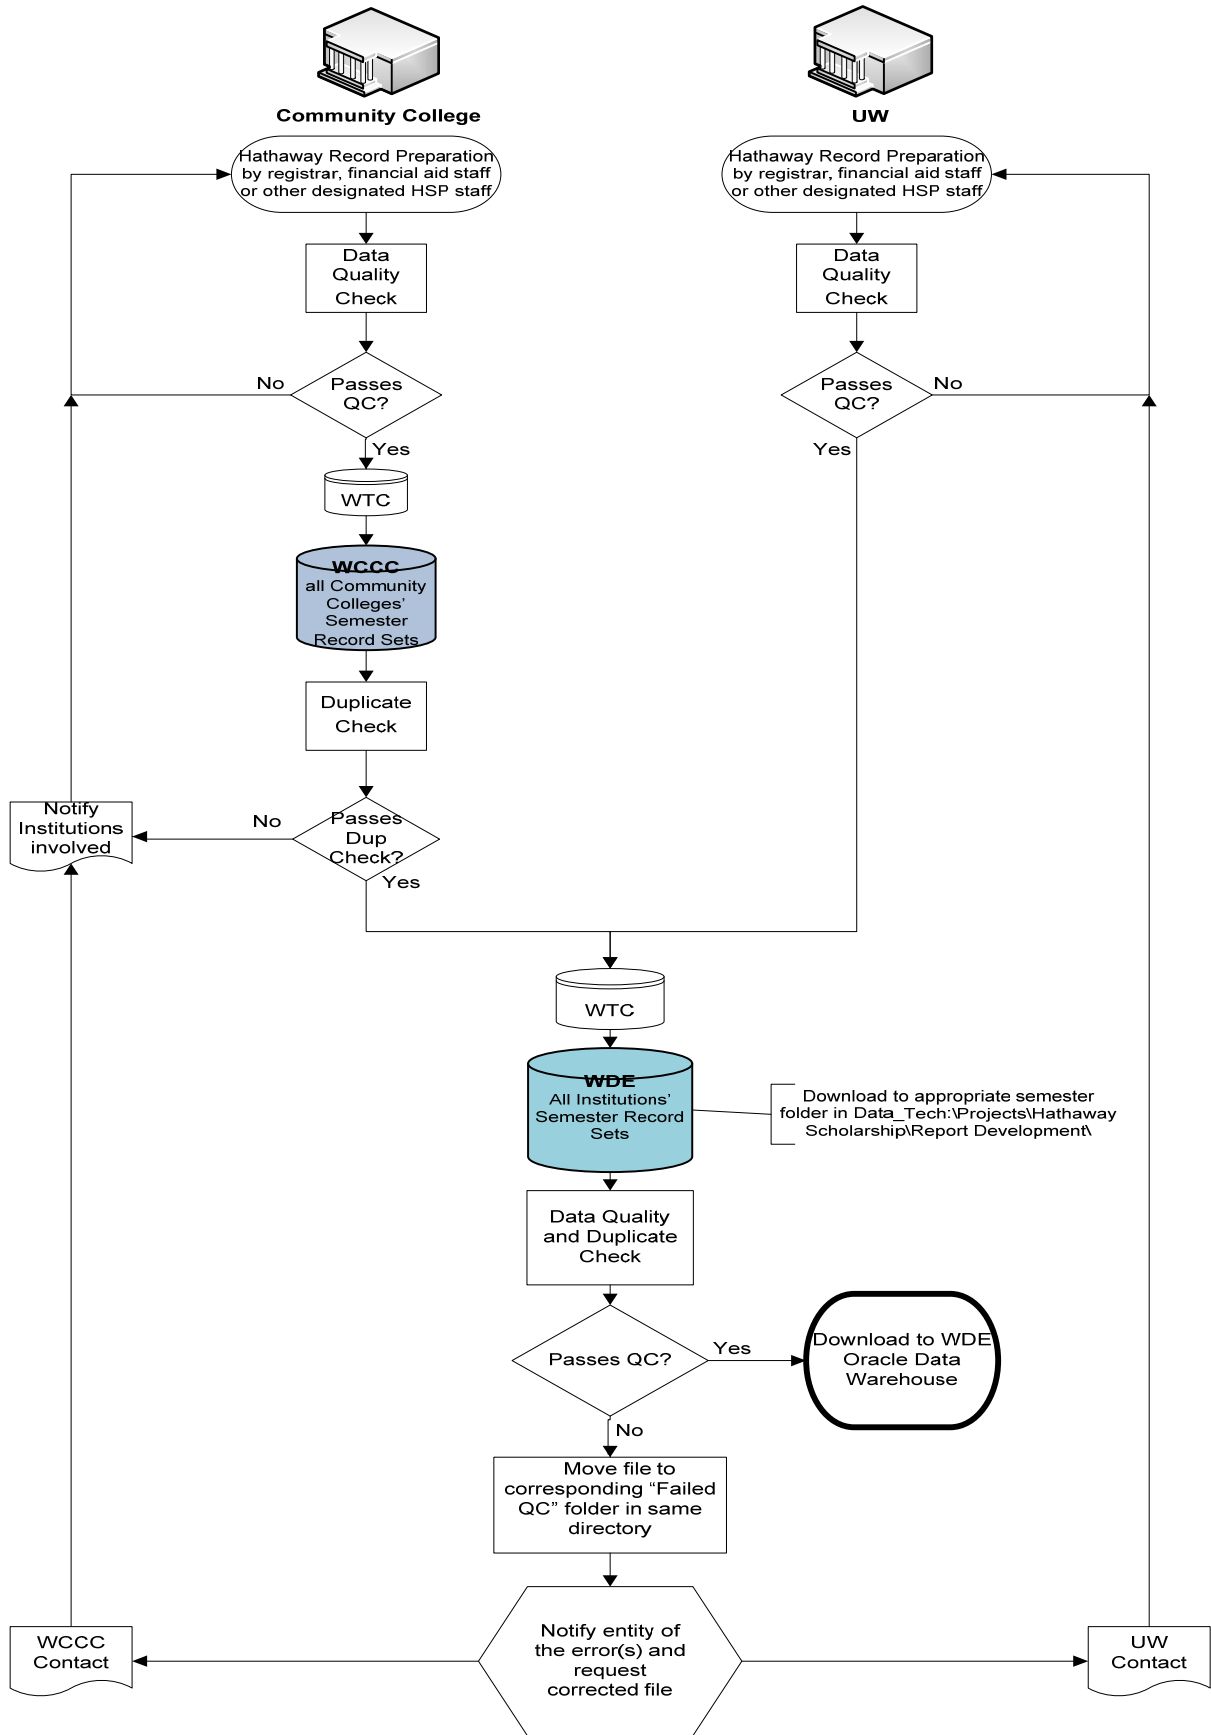 Community College
UW
Hathaway Record Preparation
by registrar, financial aid staff
or other designated HSP staff
Hathaway Record Preparation
by registrar, financial aid staff
or other designated HSP staff
Data
Quality
Check
Data
Quality
Check
No
Passes
QC?
Yes
Passes
QC?
No
Yes
WTC
WCCC
all Community
Colleges’
Semester
Record Sets
Duplicate
Check
Notify
Institutions
involved
No
Passes
Dup
Check?
Yes
WTC
WDE
All Institutions’
Semester Record
Sets
Download to appropriate semester
folder in Data_Tech:\Projects\Hathaway
Scholarship\Report Development\
Data Quality
and Duplicate
Check
Passes QC?
Yes
Download to WDE
Oracle Data
Warehouse
No
Move file to
corresponding “Failed
QC” folder in same
directory
WCCC
Contact
Notify entity of
the error(s) and
request
corrected file
UW
Contact